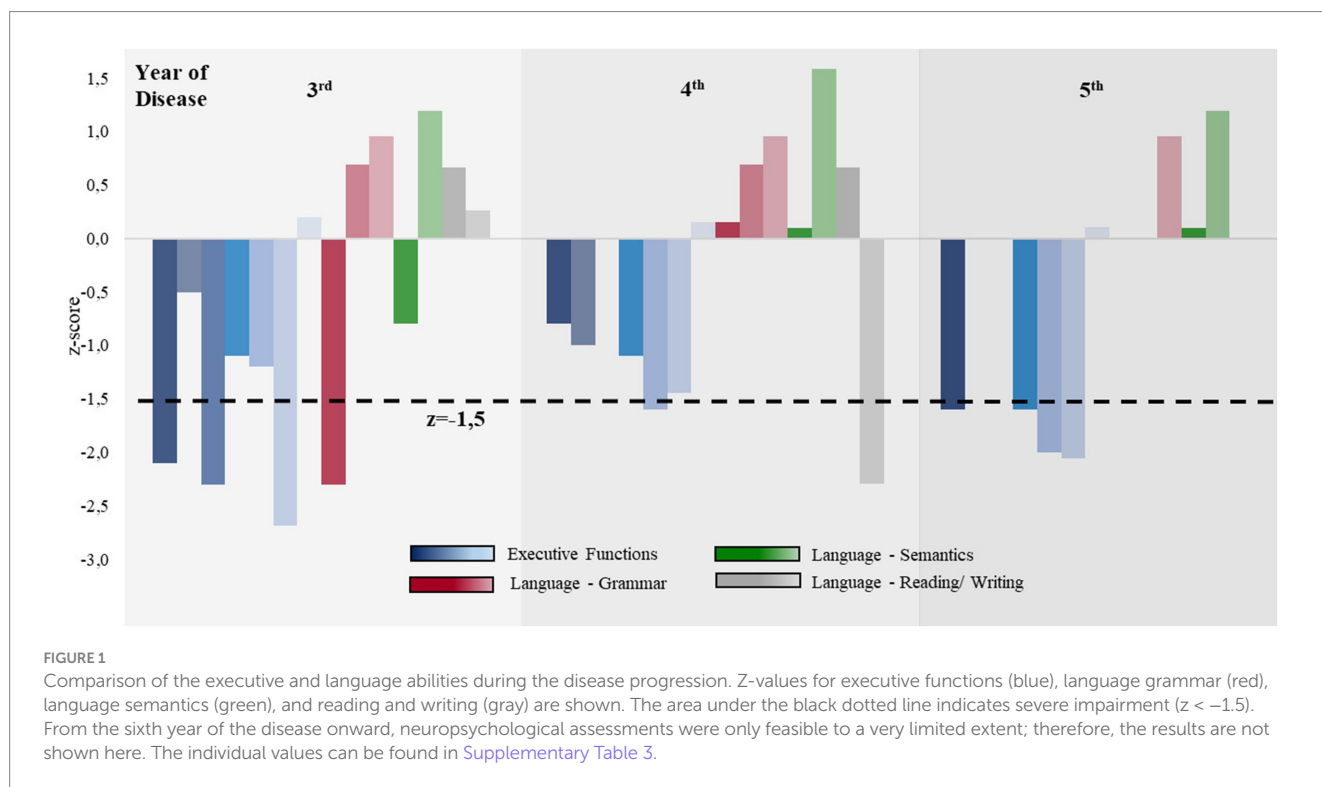 Year of
Disease
3rd
4th
5th
1,5
1,0
0,5
0,0
-0,5
-1,0
-1,5
-2,0
-2,5
-3,0
z-score
z=-1,5
Executive Functions
Language - Semantics
Language - Grammar
Language - Reading/ Writing
FIGURE 1
Comparison of the executive and language abilities during the disease progression. Z-values for executive functions (blue), language grammar (red),
language semantics (green), and reading and writing (gray) are shown. The area under the black dotted line indicates severe impairment (z < −1.5).
From the sixth year of the disease onward, neuropsychological assessments were only feasible to a very limited extent; therefore, the results are not
shown here. The individual values can be found in Supplementary Table 3.